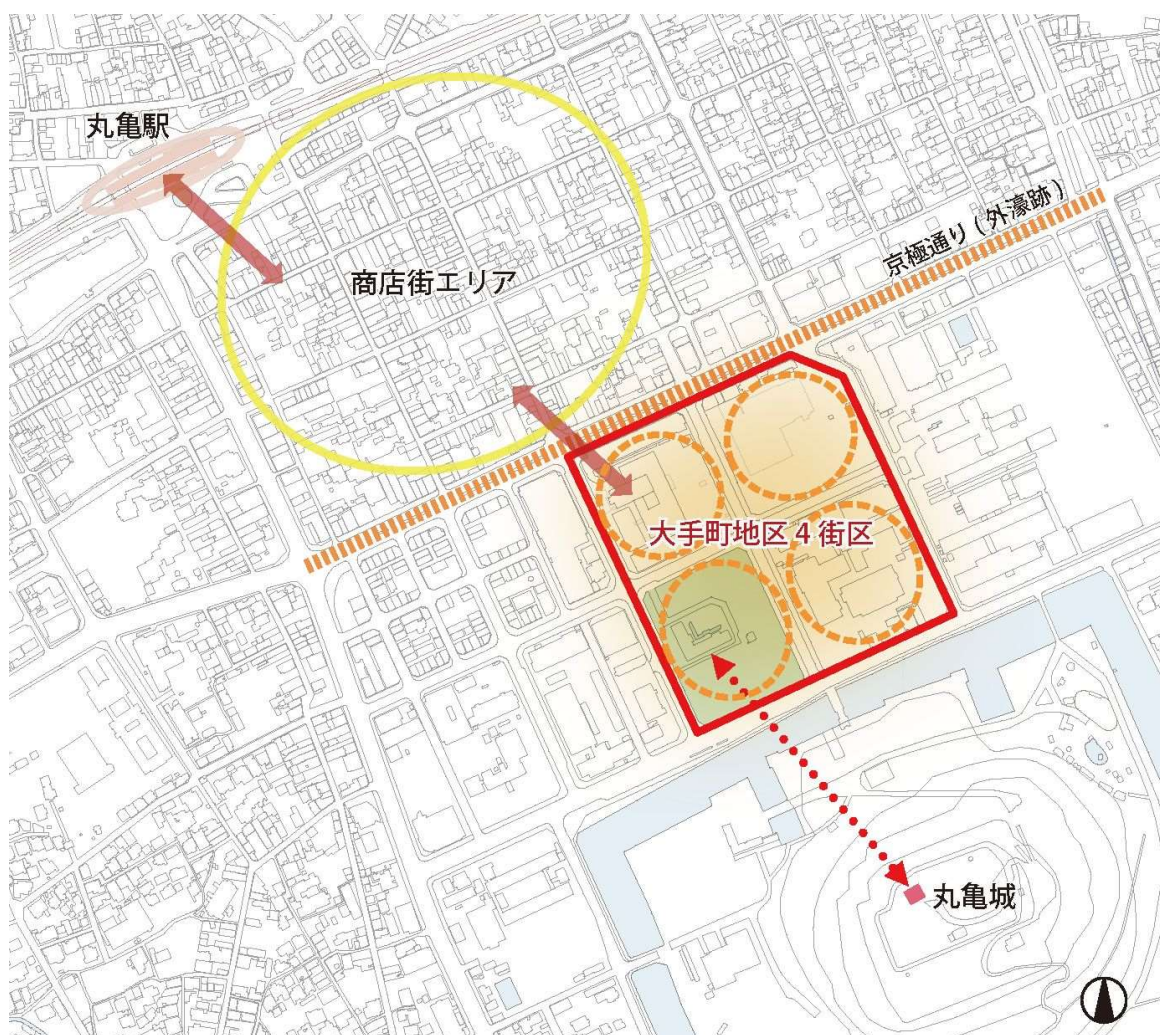 丸亀駅
京極通り(外濠跡)
商店街エリア
大手町地区4街区
丸亀城